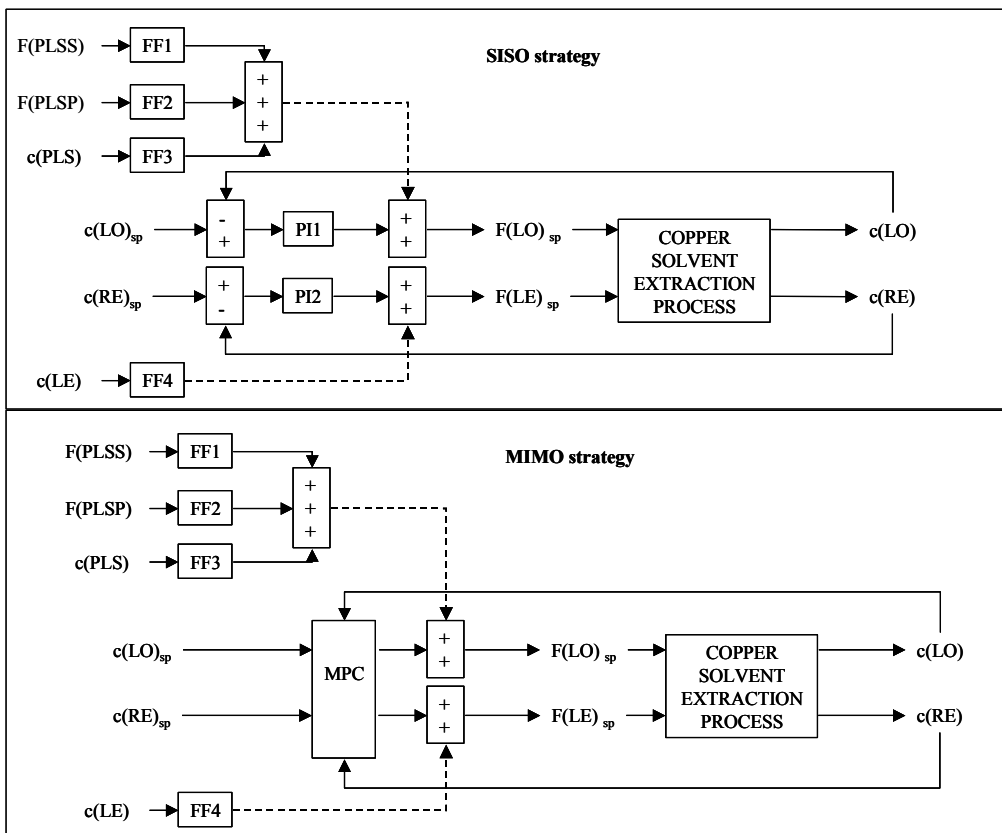 F(PLSS) FF1
SISO strategy
+
F(PLSP) FF2 +
+
c(PLS) FF3
c(LO)sp - + PI1 + + F(LO) sp COPPER SOLVENT EXTRACTION PROCESS c(LO)
c(RE)sp + - PI2 + + F(LE) sp c(RE)
c(LE) FF4
F(PLSS) FF1
MIMO strategy
+
F(PLSP) FF2 +
+
c(PLS) FF3
c(LO)sp MPC + + F(LO) sp COPPER SOLVENT EXTRACTION PROCESS c(LO)
c(RE)sp + + F(LE) sp c(RE)
c(LE) FF4